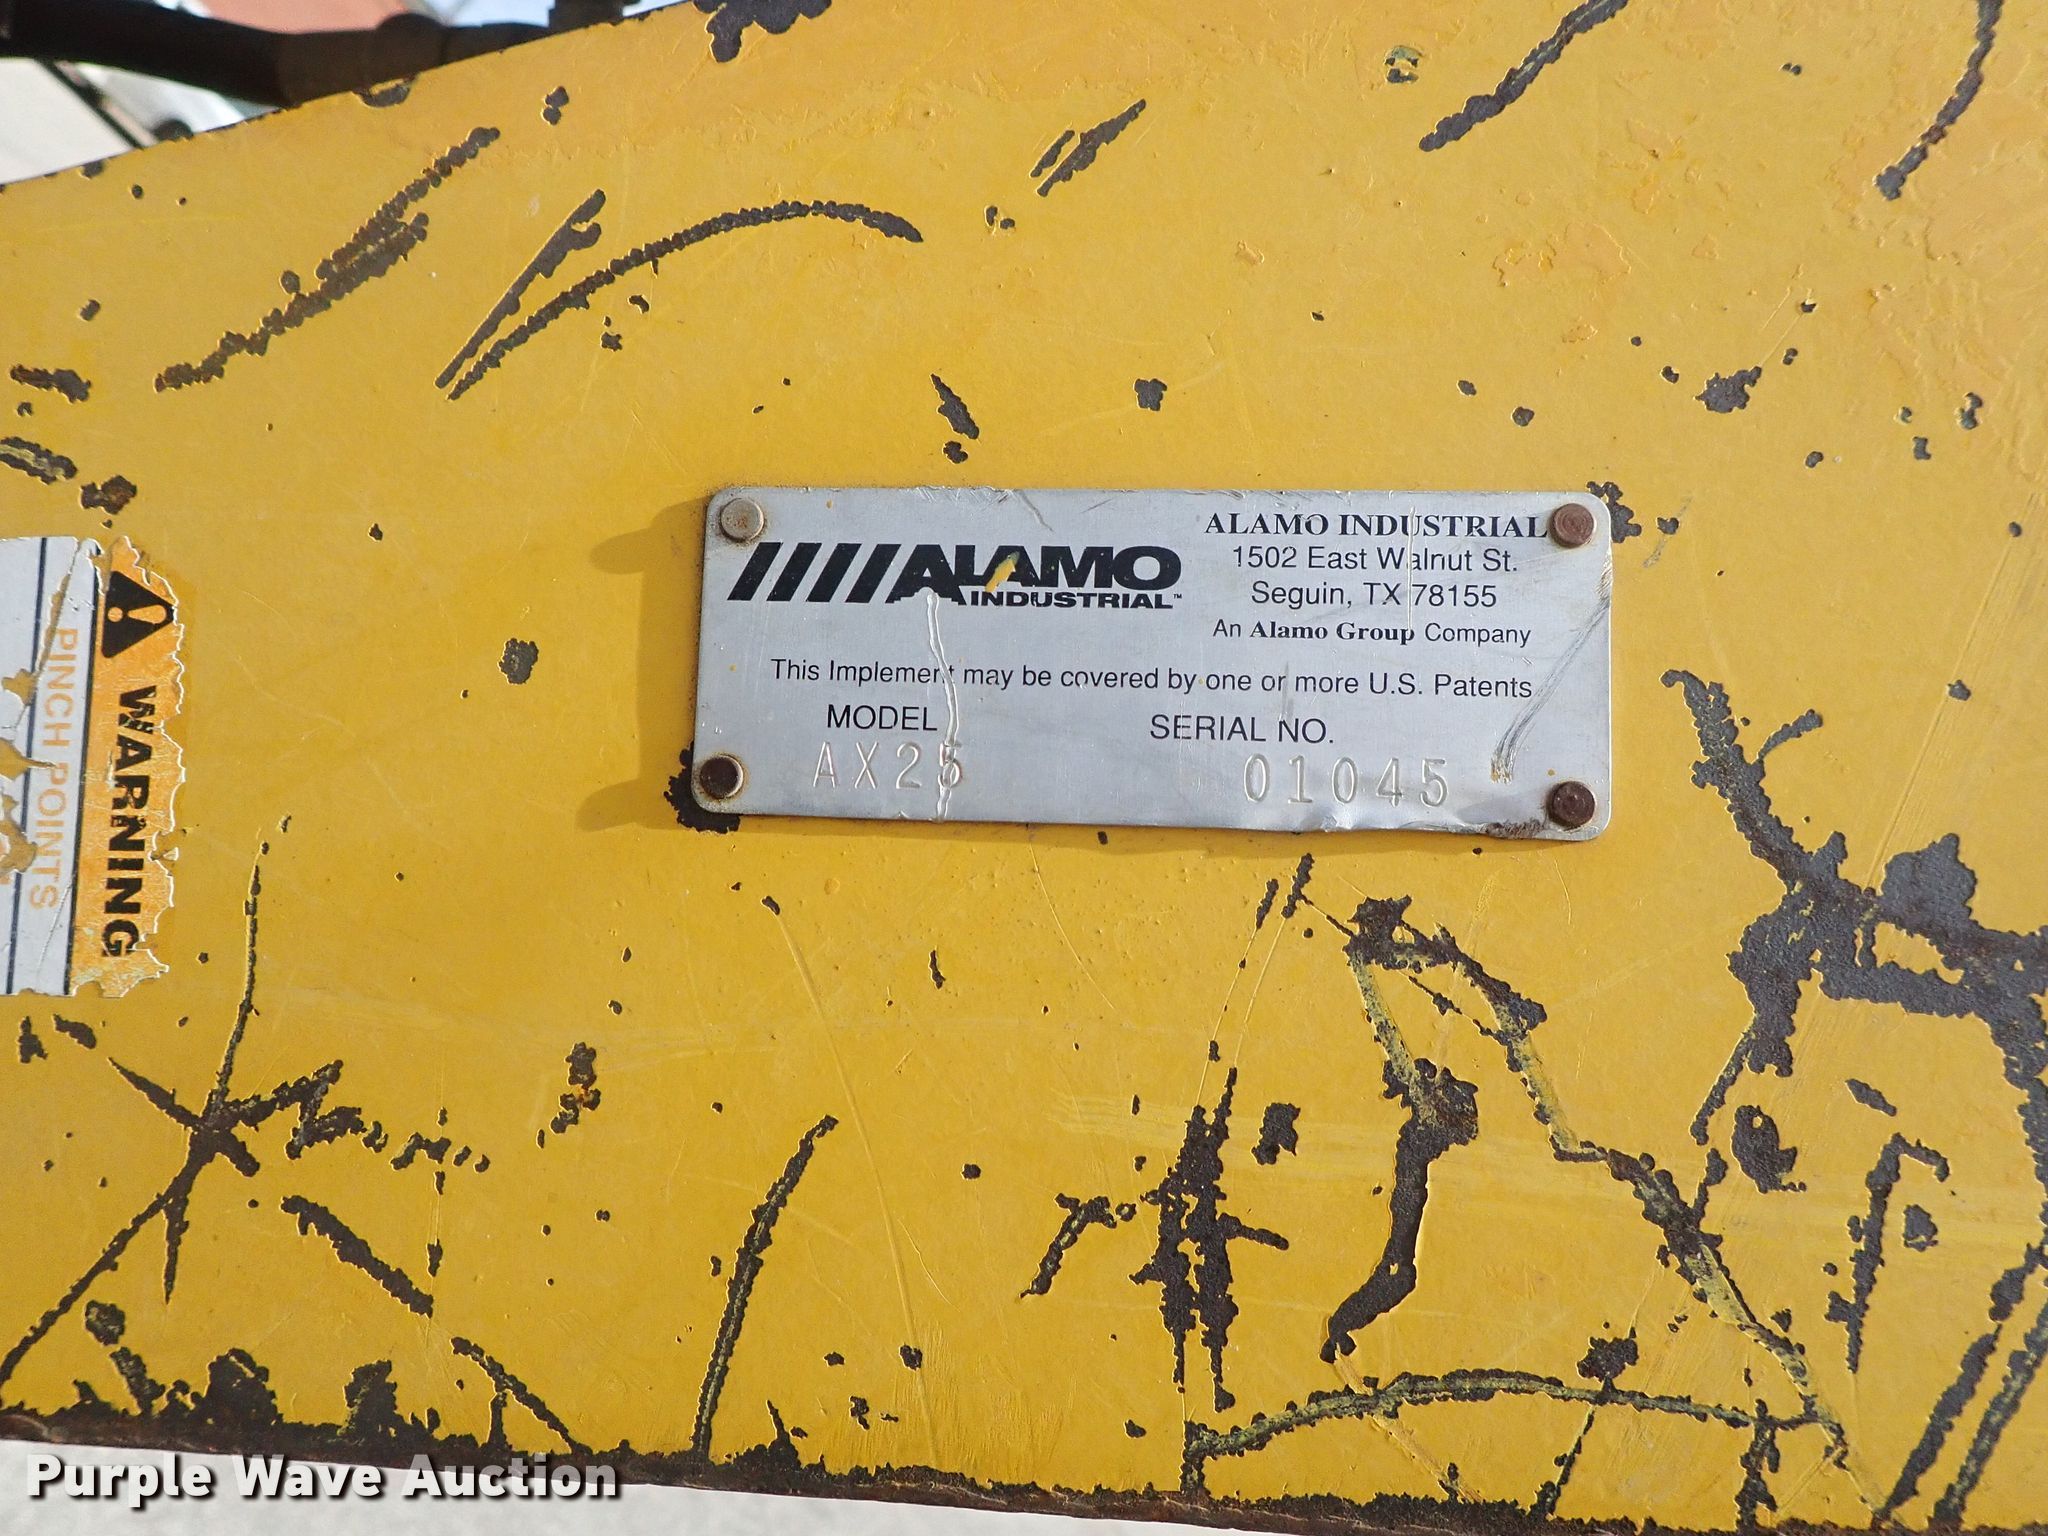 ALAMO
INDUSTRIAL™
ALAMO INDUSTRIAL
1502 East Walnut St.
Seguin, TX 78155
An Alamo Group Company
This Implement may be covered by one or more U.S. Patents
MODEL SERIAL NO.
AX25 01045
WARNING
PINCH POINTS
Purple Wave Auction